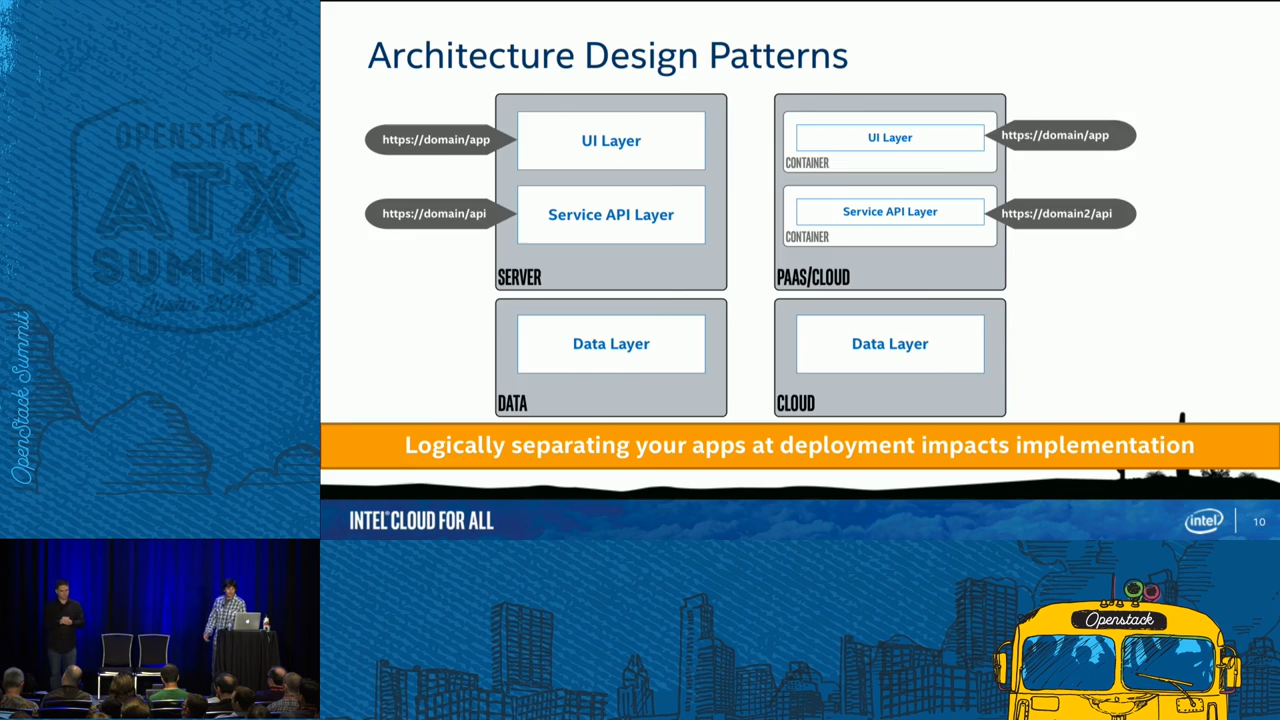 OPENSTACK
ATX
SUMMIT
Austin 2016
OpenStack Summit
Architecture Design Patterns
https://domain/app
UI Layer
https://domain/api
Service API Layer
SERVER
Data Layer
DATA
UI Layer
CONTAINER
https://domain/app
Service API Layer
CONTAINER
https://domain2/api
PAAS/CLOUD
Data Layer
CLOUD
Logically separating your apps at deployment impacts implementation
INTEL® CLOUD FOR ALL
intel
10
Openstack